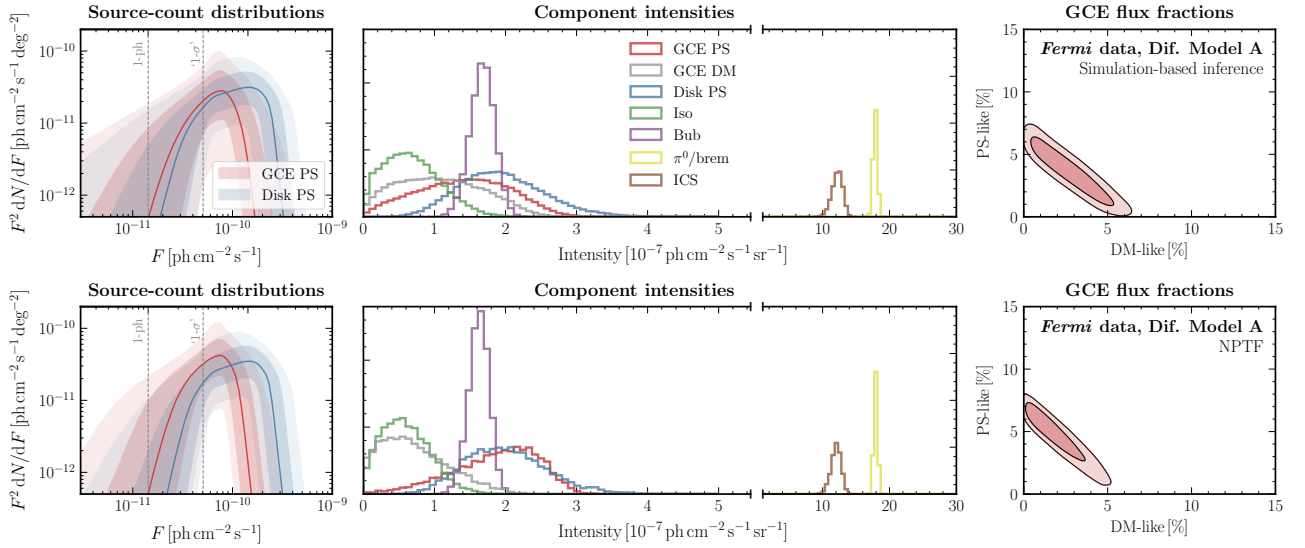 Source-count distributions
Component intensities
GCE flux fractions
F² dN/dF [ph cm⁻² s⁻¹ deg⁻²]
10⁻¹⁰
10⁻¹¹
10⁻¹²
1-ph
‘1-σ’
GCE PS
Disk PS
10⁻¹¹ 10⁻¹⁰ 10⁻⁹
F [ph cm⁻² s⁻¹]
GCE PS
GCE DM
Disk PS
Iso
Bub
π⁰/brem
ICS
0 1 2 3 4 5 10 20 30
Intensity [10⁻⁷ ph cm⁻² s⁻¹ sr⁻¹]
Fermi data, Dif. Model A
Simulation-based inference
PS-like [%]
15
10
5
0
0 5 10 15
DM-like [%]
Source-count distributions
Component intensities
GCE flux fractions
F² dN/dF [ph cm⁻² s⁻¹ deg⁻²]
10⁻¹⁰
10⁻¹¹
10⁻¹²
1-ph
‘1-σ’
10⁻¹¹ 10⁻¹⁰ 10⁻⁹
F [ph cm⁻² s⁻¹]
0 1 2 3 4 5 10 20 30
Intensity [10⁻⁷ ph cm⁻² s⁻¹ sr⁻¹]
Fermi data, Dif. Model A
NPTF
PS-like [%]
15
10
5
0
0 5 10 15
DM-like [%]